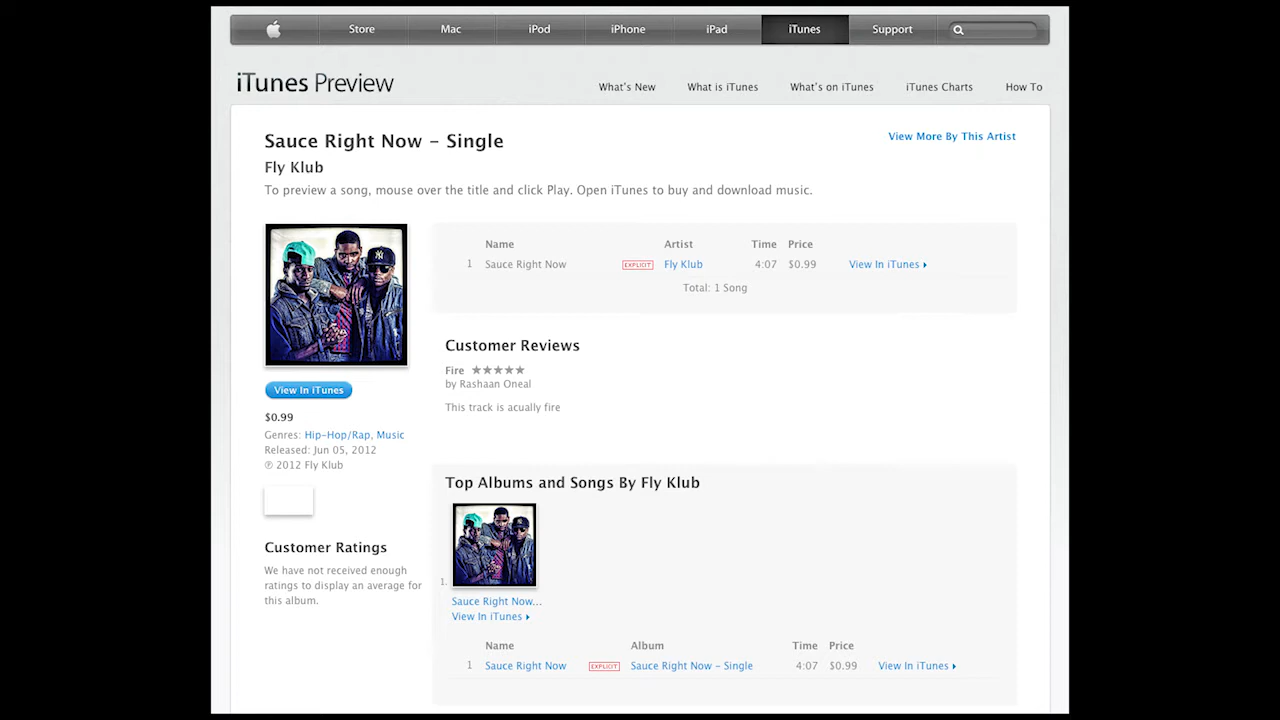 Store Mac iPod iPhone iPad iTunes Support
iTunes Preview
What's New What is iTunes What's on iTunes iTunes Charts How To
Sauce Right Now – Single
View More By This Artist
Fly Klub
To preview a song, mouse over the title and click Play. Open iTunes to buy and download music.
Name Artist Time Price
1 Sauce Right Now EXPLICIT Fly Klub 4:07 $0.99 View In iTunes
Total: 1 Song
View In iTunes
$0.99
Genres: Hip-Hop/Rap, Music
Released: Jun 05, 2012
℗ 2012 Fly Klub
Customer Ratings
We have not received enough
ratings to display an average for
this album.
Customer Reviews
Fire ★★★★★
by Rashaan Oneal
This track is acually fire
Top Albums and Songs By Fly Klub
1.
Sauce Right Now...
View In iTunes
Name Album Time Price
1 Sauce Right Now EXPLICIT Sauce Right Now – Single 4:07 $0.99 View In iTunes